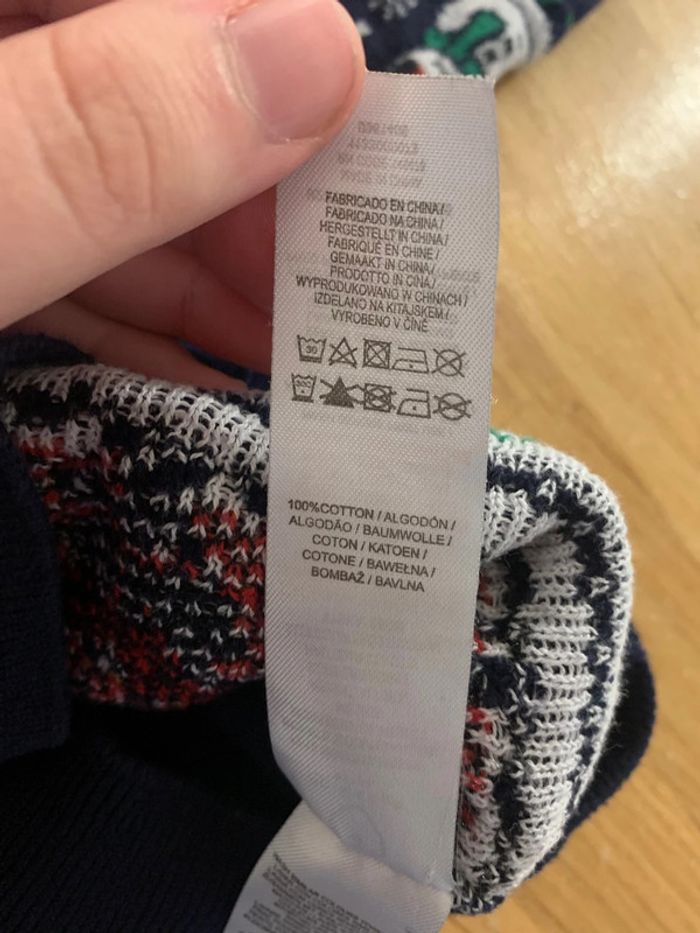 FABRICADO EN CHINA /
FABRICADO NA CHINA /
HERGESTELLT IN CHINA /
FABRIQUÉ EN CHINE /
GEMAAKT IN CHINA /
PRODOTTO IN CINA /
WYPRODUKOWANO W CHINACH /
IZDELANO NA KITAJSKEM /
VYROBENO V ČÍNĚ
30
100%COTTON / ALGODÓN /
ALGODÃO / BAUMWOLLE /
COTON / KATOEN /
COTONE / BAWEŁNA /
BOMBAŽ / BAVLNA